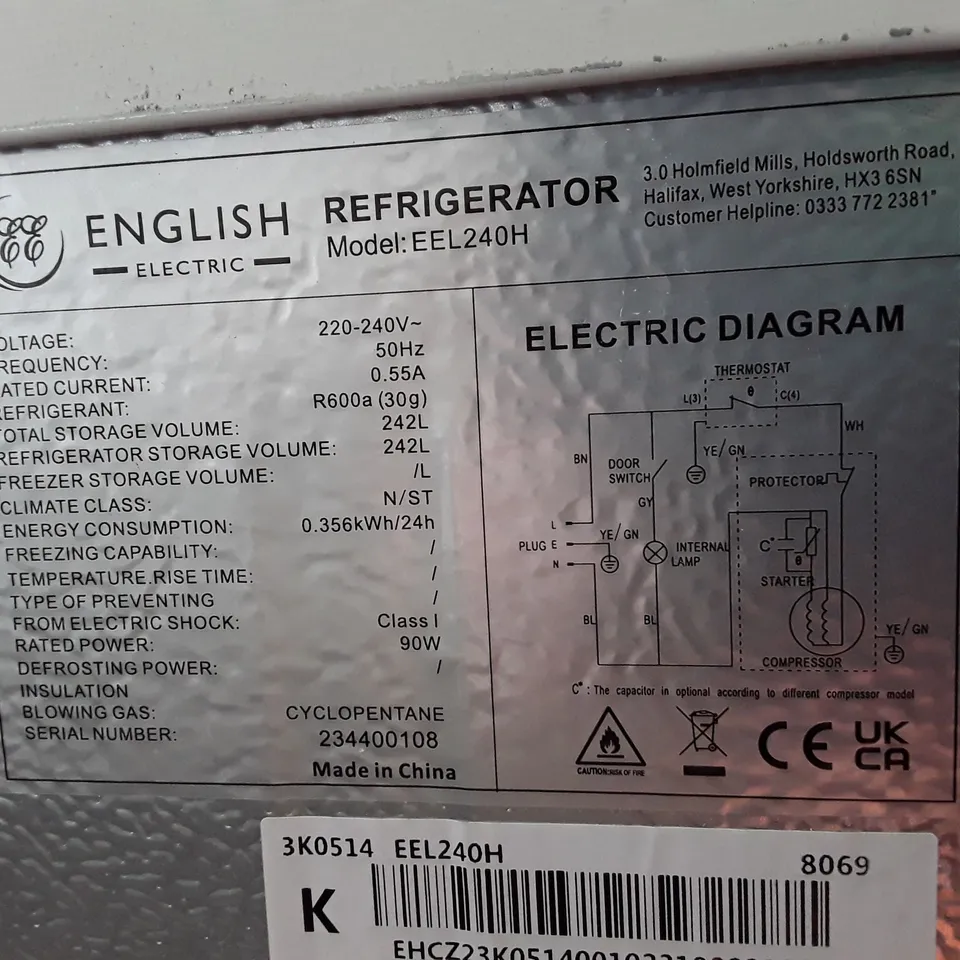 EE ENGLISH
ELECTRIC
REFRIGERATOR
Model: EEL240H
3.0 Holmfield Mills, Holdsworth Road,
Halifax, West Yorkshire, HX3 6SN
Customer Helpline: 0333 772 2381"
OLTAGE: 220-240V~
REQUENCY: 50Hz
ATED CURRENT: 0.55A
REFRIGERANT: R600a (30g)
OTAL STORAGE VOLUME: 242L
REFRIGERATOR STORAGE VOLUME: 242L
FREEZER STORAGE VOLUME: /L
CLIMATE CLASS: N/ST
ENERGY CONSUMPTION: 0.356kWh/24h
FREEZING CAPABILITY: /
TEMPERATURE.RISE TIME: /
TYPE OF PREVENTING /
FROM ELECTRIC SHOCK: Class I
RATED POWER: 90W
DEFROSTING POWER: /
INSULATION
BLOWING GAS: CYCLOPENTANE
SERIAL NUMBER: 234400108
Made in China
ELECTRIC DIAGRAM
THERMOSTAT
L(3) θ C(4)
WH
BN
DOOR
SWITCH
YE/GN
PROTECTOR
GY
L
PLUG E
N
YE/GN
INTERNAL
LAMP
C*
θ
STARTER
BL
BL
YE/GN
COMPRESSOR
C* : The capacitor in optional according to different compressor model
CAUTION:RISK OF FIRE
CE
UK
CA
3K0514 EEL240H
8069
K